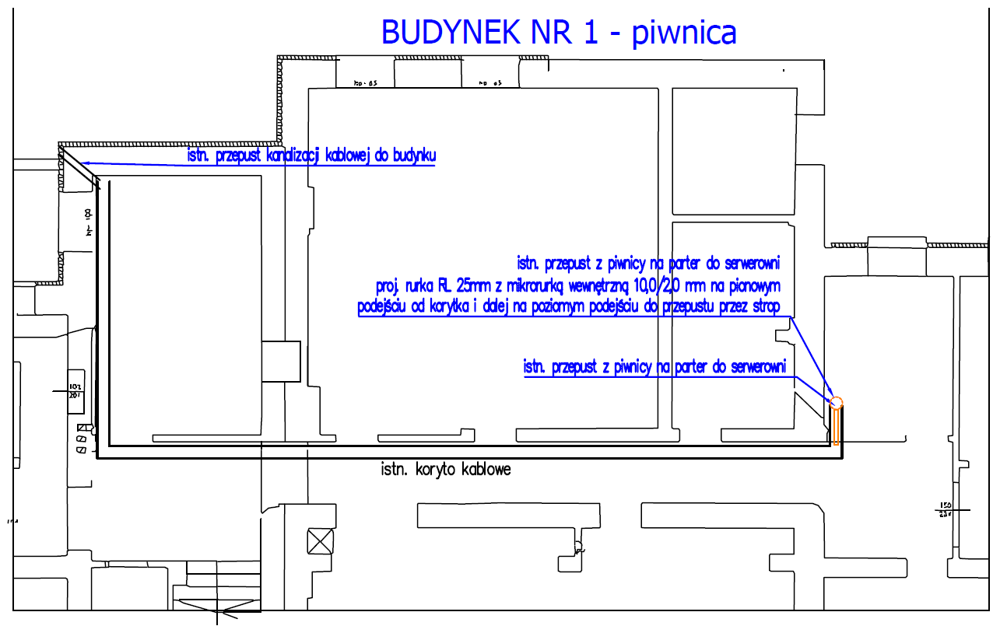 BUDYNEK NR 1 - piwnica
istn. przepust kanalizacji kablowej do budynku
istn. przepust z piwnicy na parter do serwerowni
proj. rurka RL 25mm z mikrorurką wewnętrzną 10,0/2,0 mm na pionowym
podejściu od korytka i dalej na poziomym podejściu do przepustu przez strop
istn. przepust z piwnicy na parter do serwerowni
istn. koryto kablowe
150